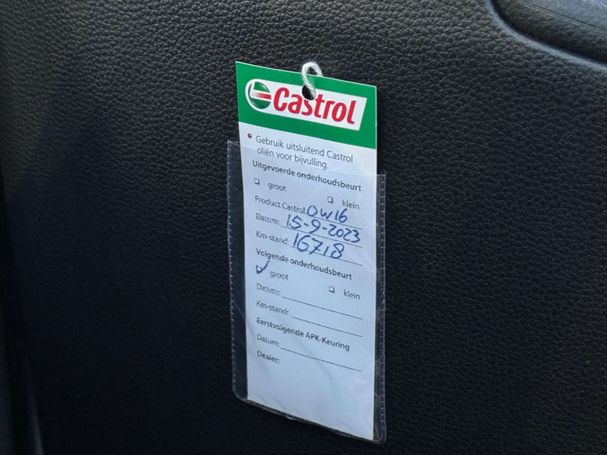 Castrol
Gebruik uitsluitend Castrol
oliën voor bijvulling.
Uitgevoerde onderhoudsbeurt
groot klein
Product Castrol: 0W16
Datum: 15-9-2023
Km-stand: 16718
Volgende onderhoudsbeurt
✓ groot klein
Datum:
Km-stand:
Eerstvolgende APK-Keuring
Datum:
Dealer: